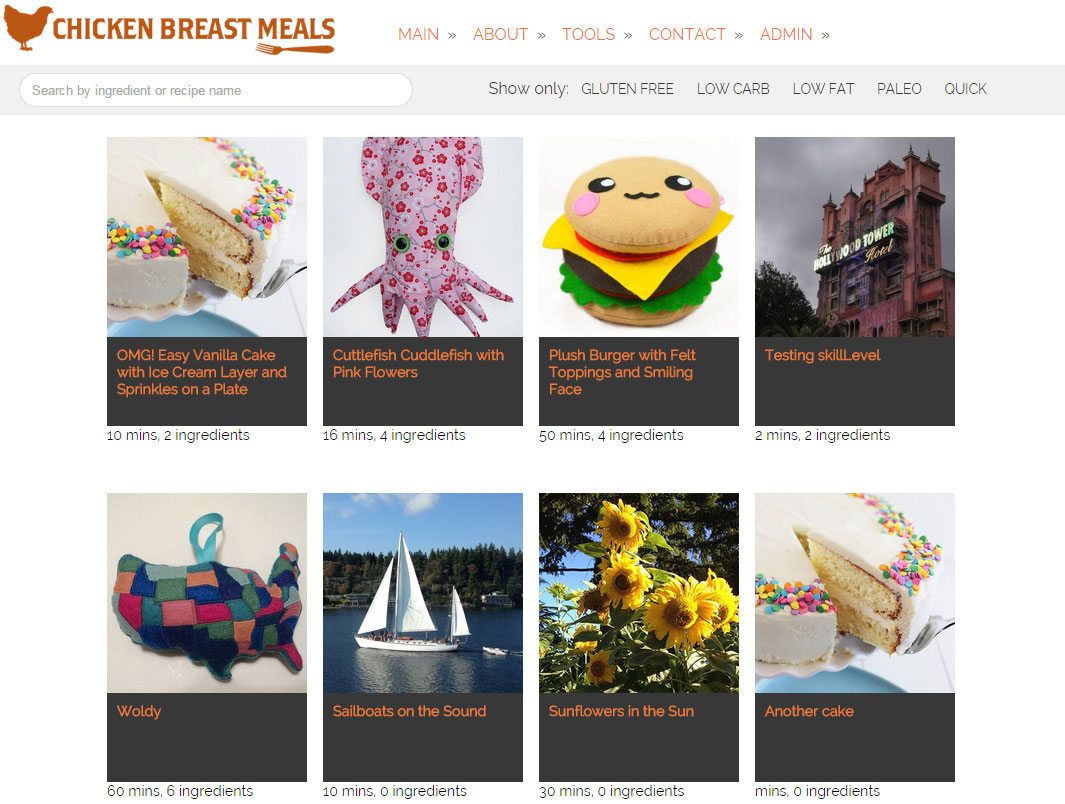 CHICKEN BREAST MEALS
MAIN » ABOUT » TOOLS » CONTACT » ADMIN »
Search by ingredient or recipe name
Show only: GLUTEN FREE LOW CARB LOW FAT PALEO QUICK
The
HOLLYWOOD TOWER
Hotel
OMG! Easy Vanilla Cake
with Ice Cream Layer and
Sprinkles on a Plate
10 mins, 2 ingredients
Cuttlefish Cuddlefish with
Pink Flowers
16 mins, 4 ingredients
Plush Burger with Felt
Toppings and Smiling
Face
50 mins, 4 ingredients
Testing skillLevel
2 mins, 2 ingredients
Woldy
60 mins, 6 ingredients
Sailboats on the Sound
10 mins, 0 ingredients
Sunflowers in the Sun
30 mins, 0 ingredients
Another cake
mins, 0 ingredients